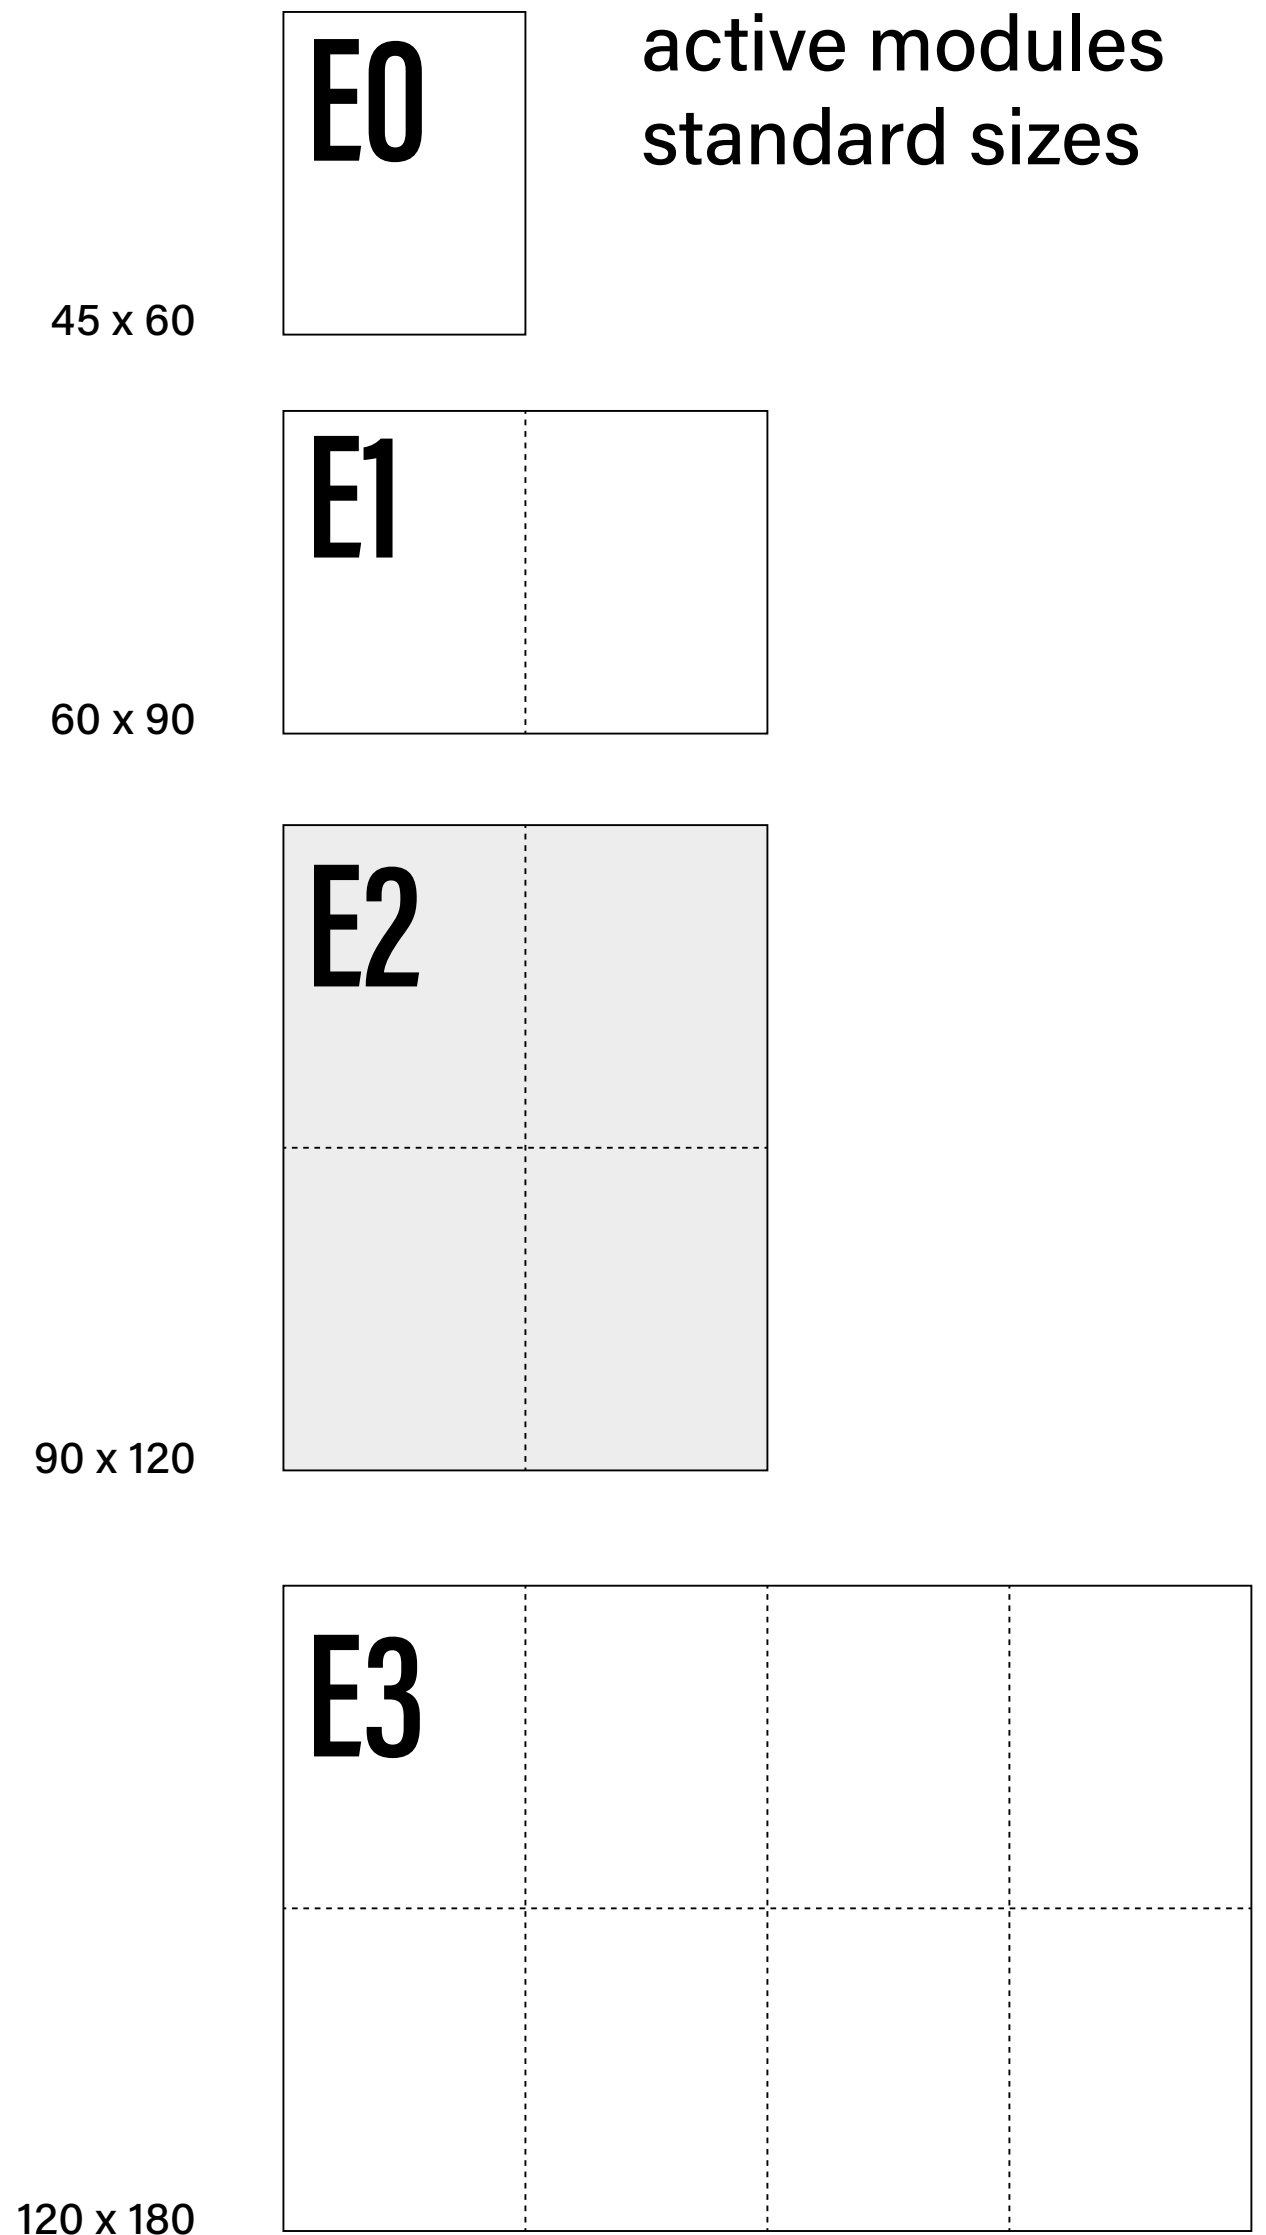 E0
active modules
standard sizes
45 x 60
E1
60 x 90
E2
90 x 120
E3
120 x 180